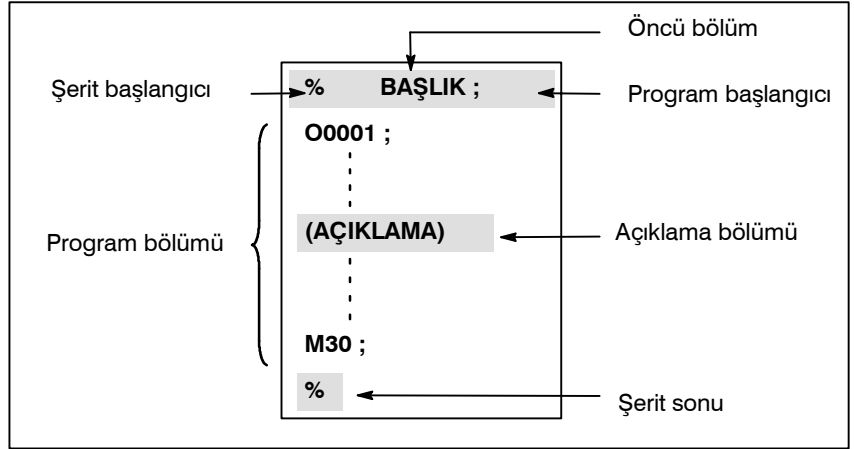 Öncü bölüm
Şerit başlangıcı
% BAŞLIK ;
Program başlangıcı
O0001 ;
Program bölümü
(AÇIKLAMA)
Açıklama bölümü
M30 ;
%
Şerit sonu